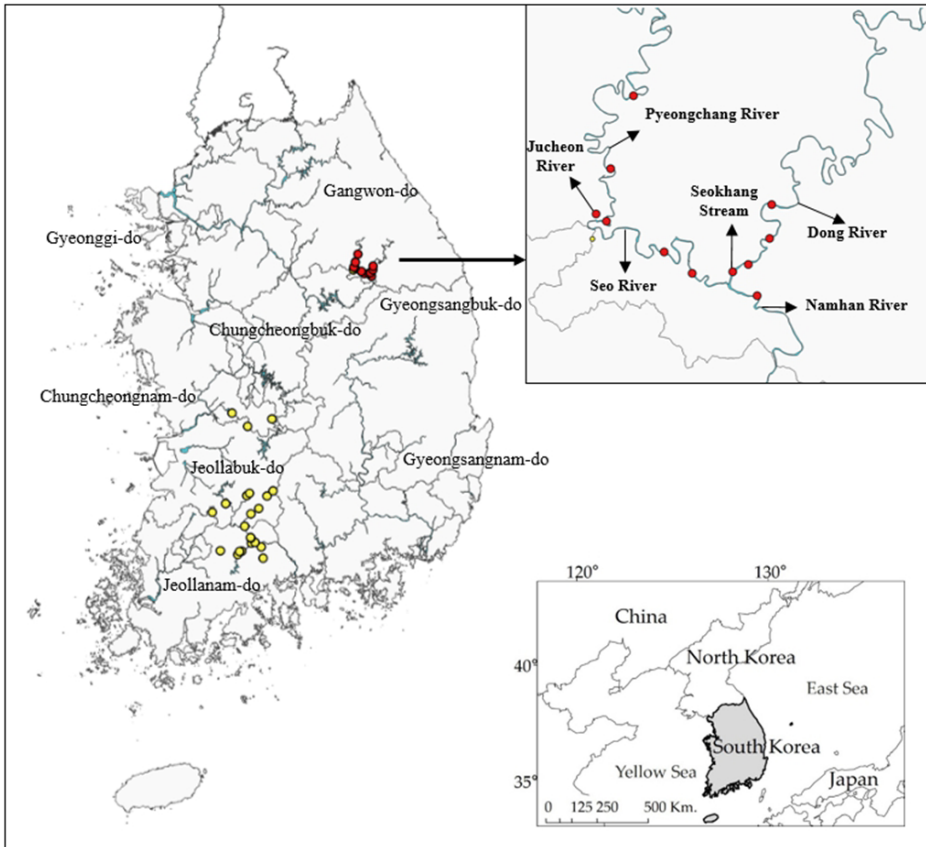 Gangwon-do
Gyeonggi-do
Gyeongsangbuk-do
Chungcheongbuk-do
Chungcheongnam-do
Gyeongsangnam-do
Jeollabuk-do
Jeollanam-do
Pyeongchang River
Jucheon
River
Seokhang
Stream
Dong River
Seo River
Namhan River
120°
130°
China
40°
North Korea
East Sea
South Korea
Yellow Sea
35°
Japan
0 125 250 500 Km.